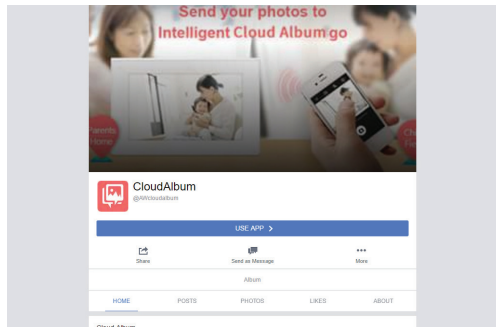 Send your photos to
Intelligent Cloud Album go
Parents
Home
CloudAlbum
@AWcloudalbum
USE APP
Share
Send as Message
More
Album
HOME
POSTS
PHOTOS
LIKES
ABOUT
Cloud Album